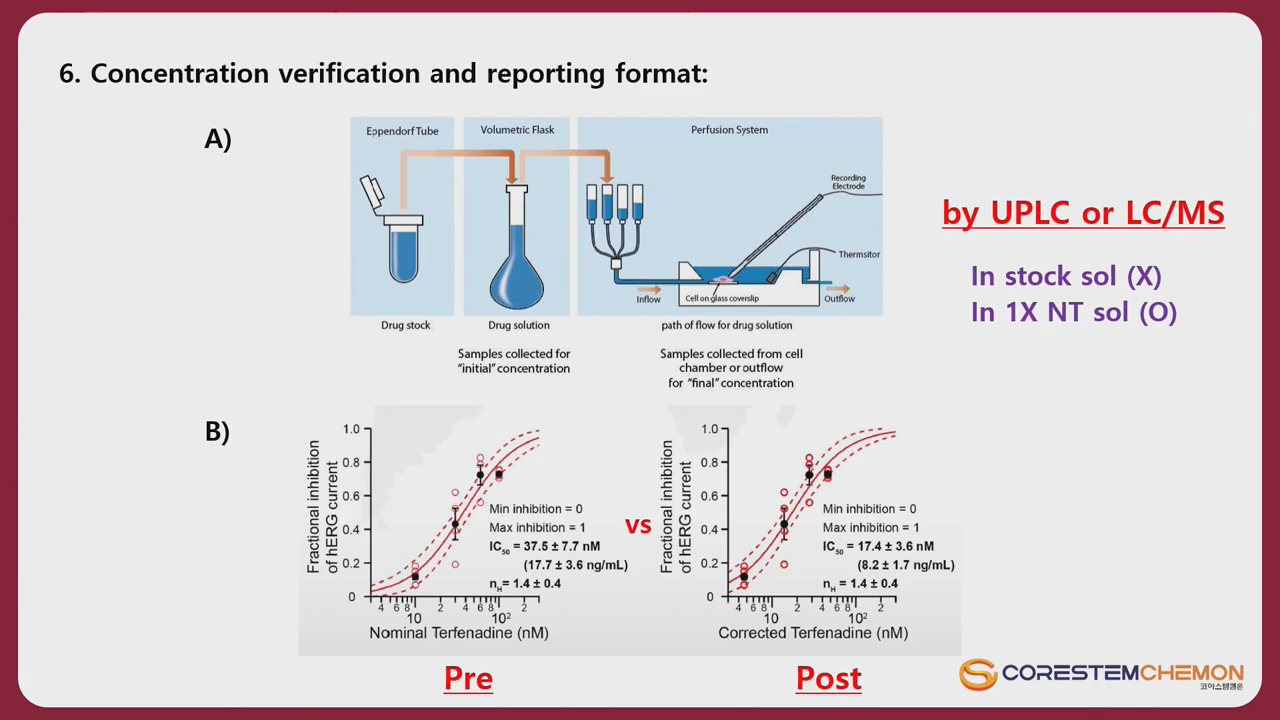 6. Concentration verification and reporting format:
A)
Eppendorf Tube
Volumetric Flask
Perfusion System
Recording
Electrode
Thermsitor
Inflow
Cell on glass coverslip
Outflow
Drug stock
Drug solution
path of flow for drug solution
Samples collected for
"initial" concentration
Samples collected from cell
chamber or outflow
for "final" concentration
by UPLC or LC/MS
In stock sol (X)
In 1X NT sol (O)
B)
Fractional inhibition
of hERG current
1.0
0.8
0.6
0.4
0.2
0
Min inhibition = 0
Max inhibition = 1
IC50 = 37.5 ± 7.7 nM
(17.7 ± 3.6 ng/mL)
nH = 1.4 ± 0.4
4 6 8 2 4 6 8 2
10 10²
Nominal Terfenadine (nM)
Pre
vs
Fractional inhibition
of hERG current
1.0
0.8
0.6
0.4
0.2
0
Min inhibition = 0
Max inhibition = 1
IC50 = 17.4 ± 3.6 nM
(8.2 ± 1.7 ng/mL)
nH = 1.4 ± 0.4
4 6 8 2 4 6 8 2
10 10²
Corrected Terfenadine (nM)
Post
CORESTEMCHEMON
코아스템켐온